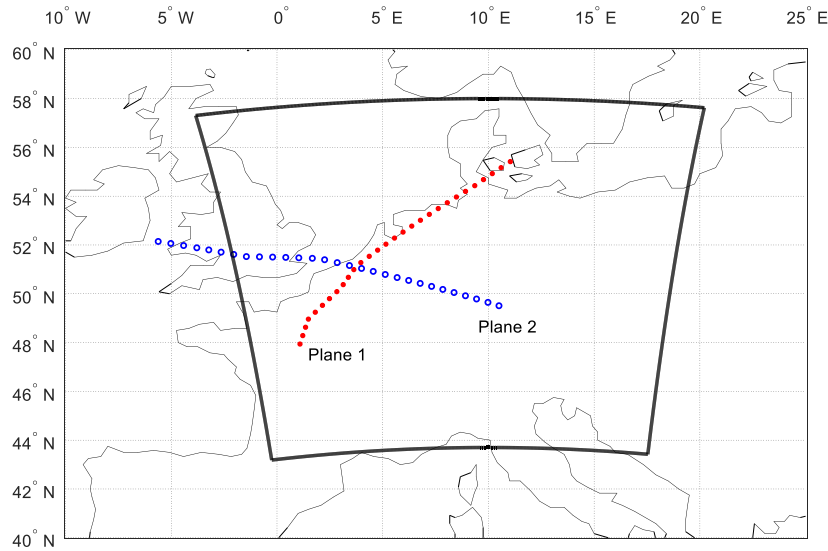 10° W 5° W 0° 5° E 10° E 15° E 20° E 25° E
60° N
58° N
56° N
54° N
52° N
50° N
Plane 2
48° N
Plane 1
46° N
44° N
42° N
40° N